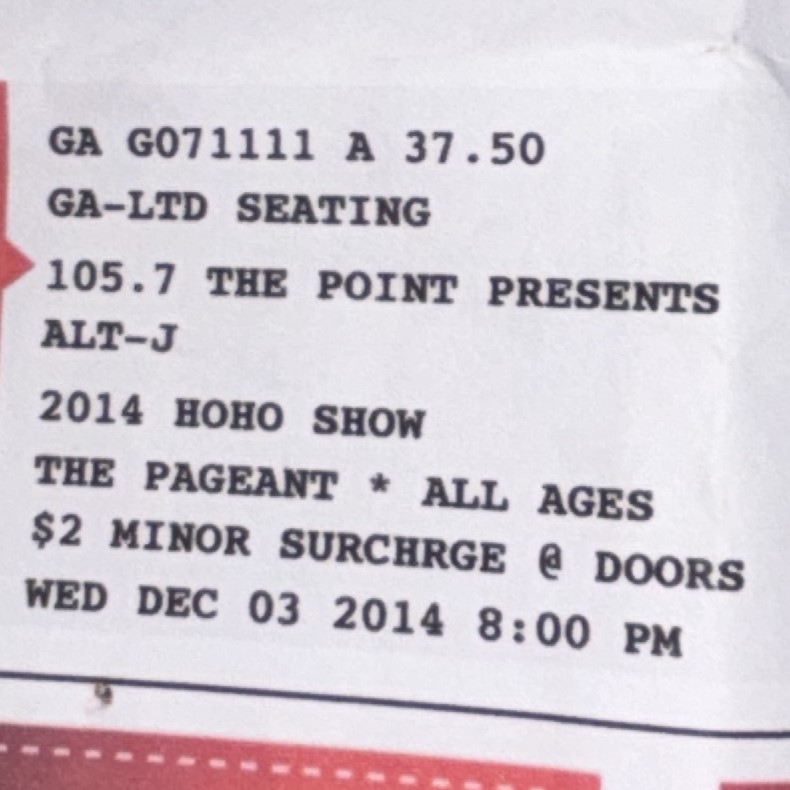 GA G071111 A 37.50
GA-LTD SEATING
105.7 THE POINT PRESENTS
ALT-J
2014 HOHO SHOW
THE PAGEANT * ALL AGES
$2 MINOR SURCHRGE @ DOORS
WED DEC 03 2014 8:00 PM